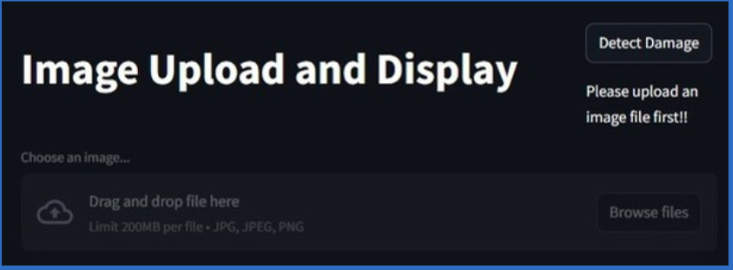 Image Upload and Display
Detect Damage
Please upload an
image file first!!
Choose an image...
Drag and drop file here
Limit 200MB per file • JPG, JPEG, PNG
Browse files